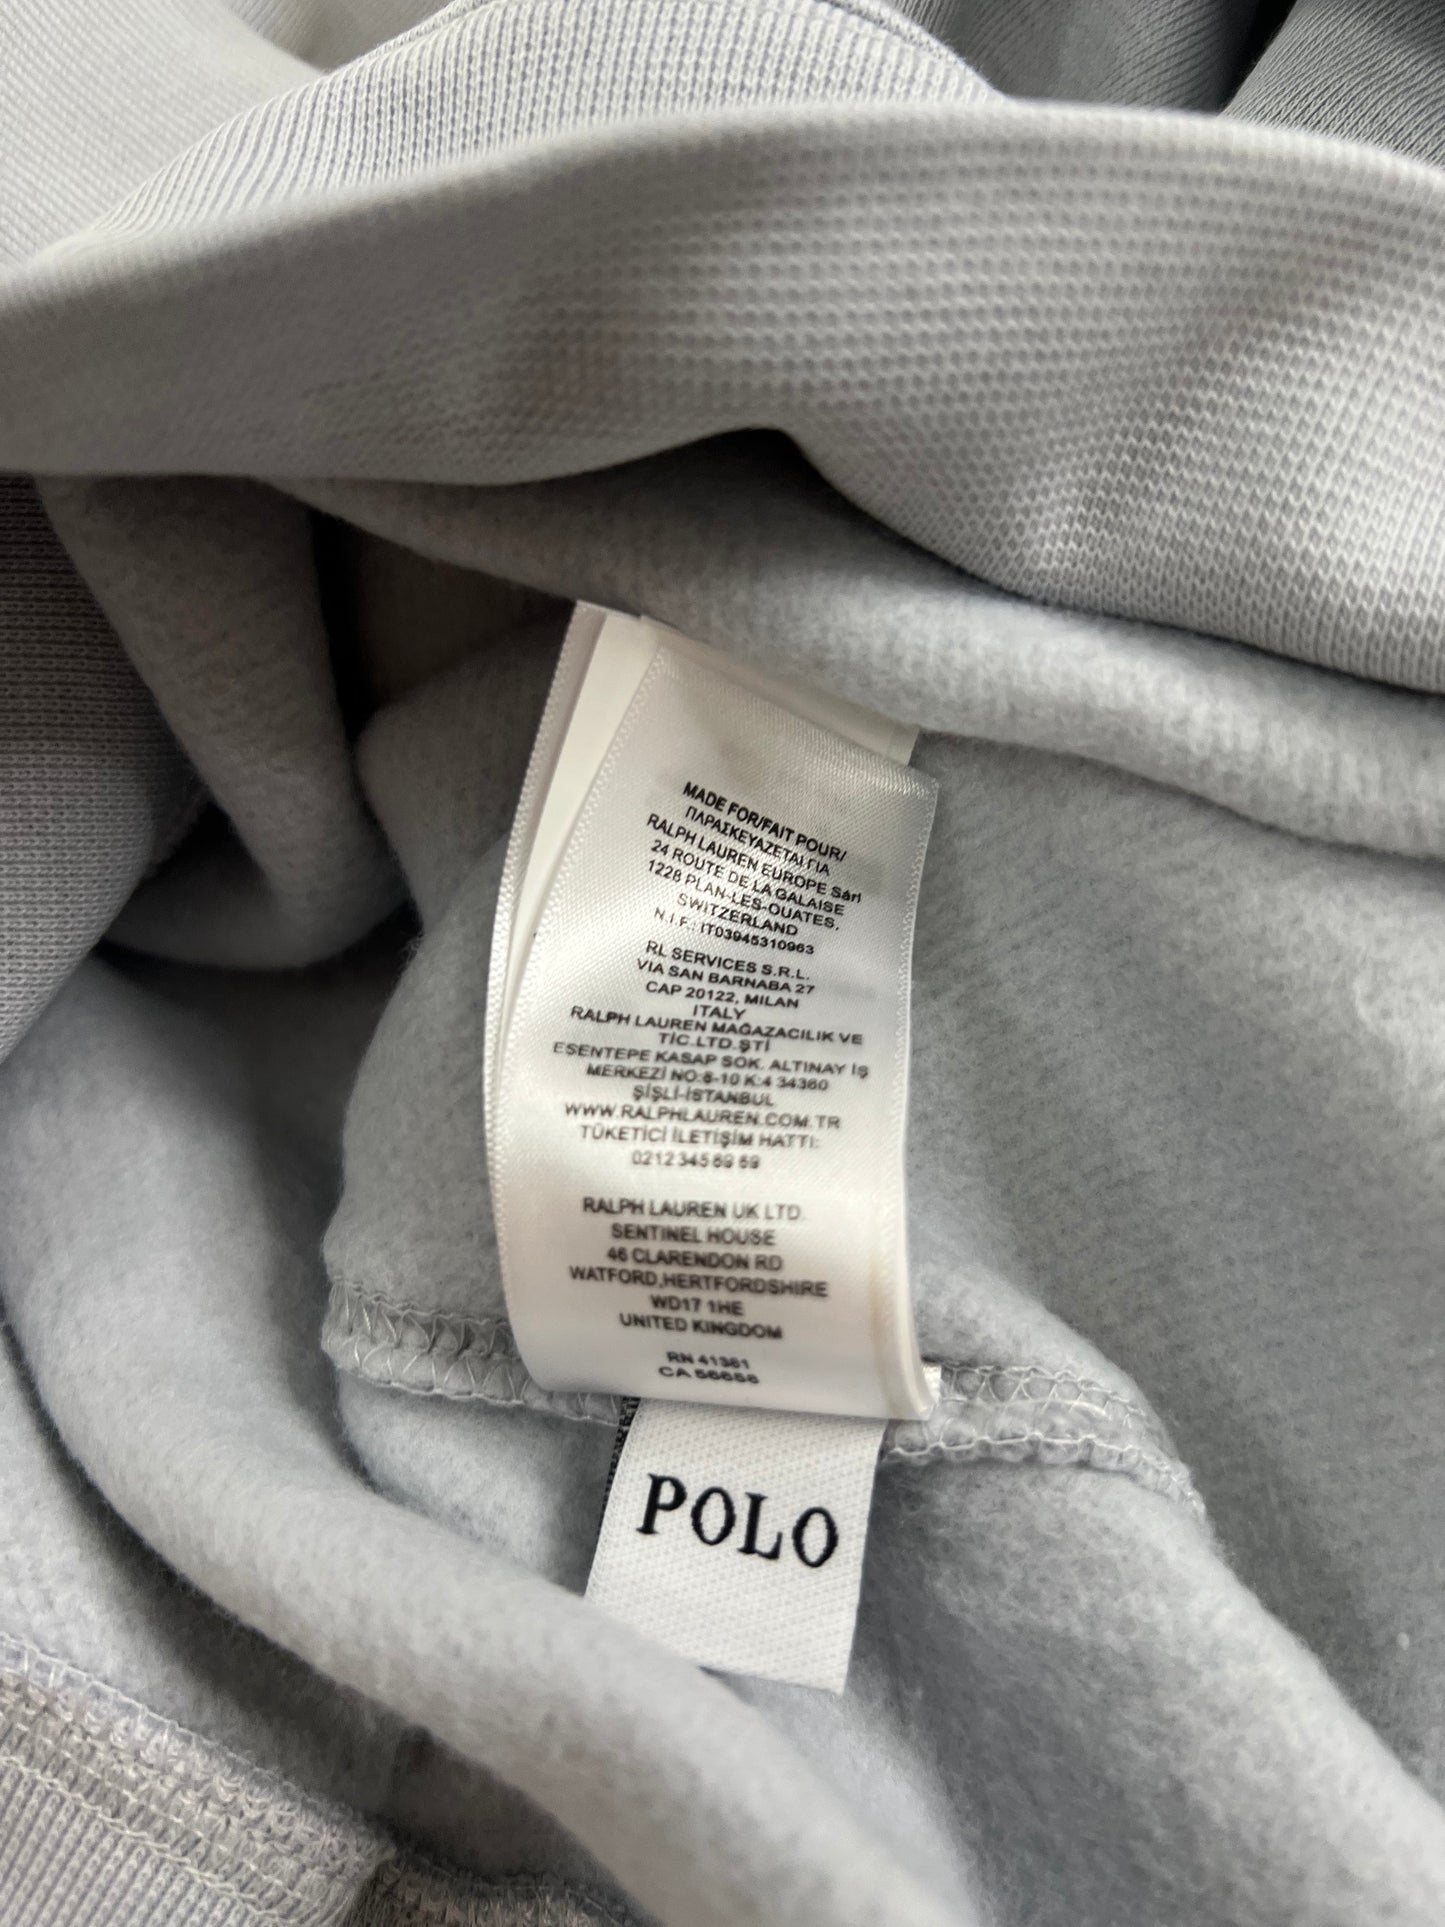 MADE FOR/FAIT POUR/
ΠΑΡΑΣΚΕΥΑΖΕΤΑΙ ΓΙΑ
RALPH LAUREN EUROPE Sàrl
24 ROUTE DE LA GALAISE
1228 PLAN-LES-OUATES,
SWITZERLAND
N.I.F.: IT03945310963
RL SERVICES S.R.L.
VIA SAN BARNABA 27
CAP 20122, MILAN
ITALY
RALPH LAUREN MAĞAZACILIK VE
TİC.LTD.ŞTİ
ESENTEPE KASAP SOK. ALTINAY İŞ
MERKEZİ NO:8-10 K:4 34360
ŞİŞLİ-İSTANBUL
WWW.RALPHLAUREN.COM.TR
TÜKETİCİ İLETİŞİM HATTI:
0212 345 69 69
RALPH LAUREN UK LTD.
SENTINEL HOUSE
46 CLARENDON RD
WATFORD,HERTFORDSHIRE
WD17 1HE
UNITED KINGDOM
RN 41381
CA 56656
POLO